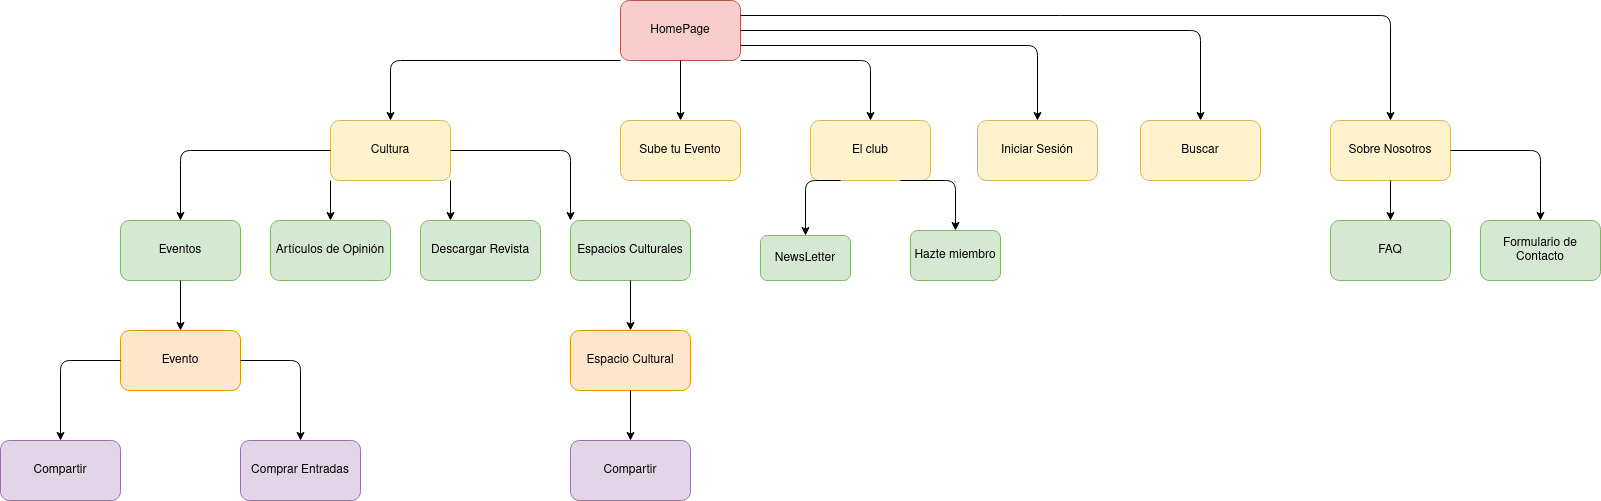 HomePage
Cultura
Sube tu Evento
El club
Iniciar Sesión
Buscar
Sobre Nosotros
Eventos
Artículos de Opinión
Descargar Revista
Espacios Culturales
NewsLetter
Hazte miembro
FAQ
Formulario de
Contacto
Evento
Espacio Cultural
Compartir
Comprar Entradas
Compartir